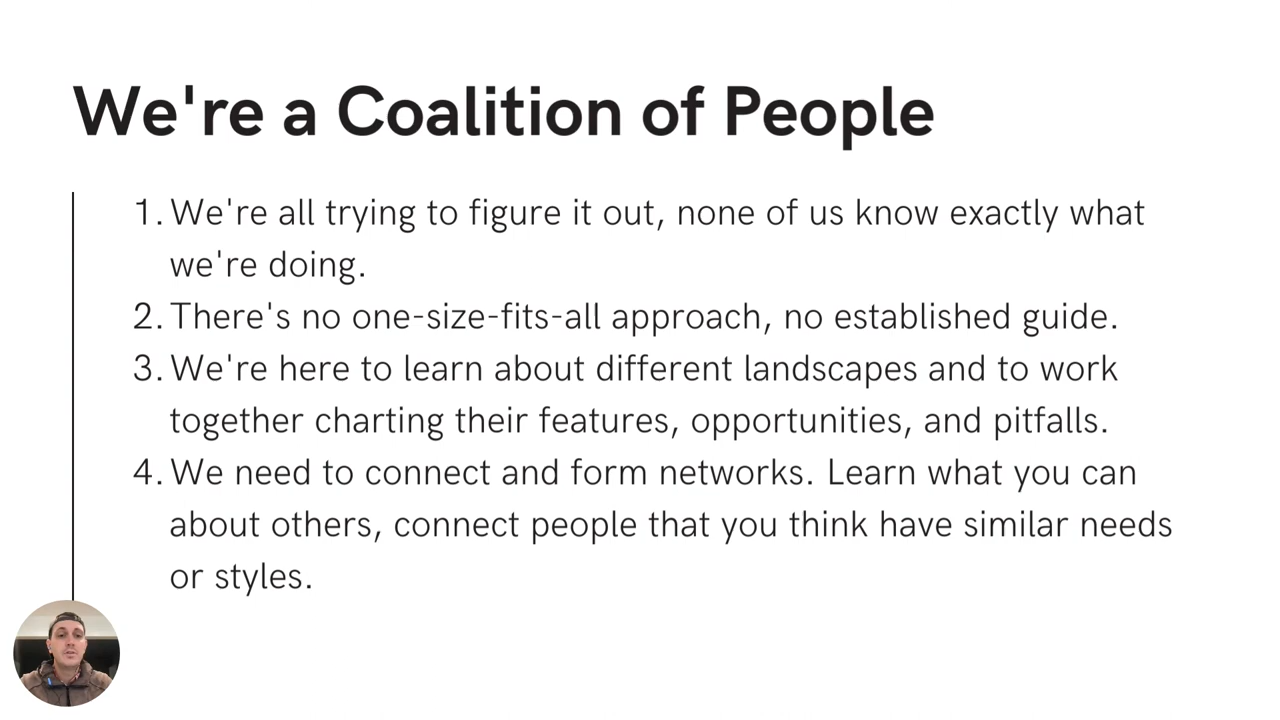 We're a Coalition of People
1. We're all trying to figure it out, none of us know exactly what
we're doing.
2. There's no one-size-fits-all approach, no established guide.
3. We're here to learn about different landscapes and to work
together charting their features, opportunities, and pitfalls.
4. We need to connect and form networks. Learn what you can
about others, connect people that you think have similar needs
or styles.